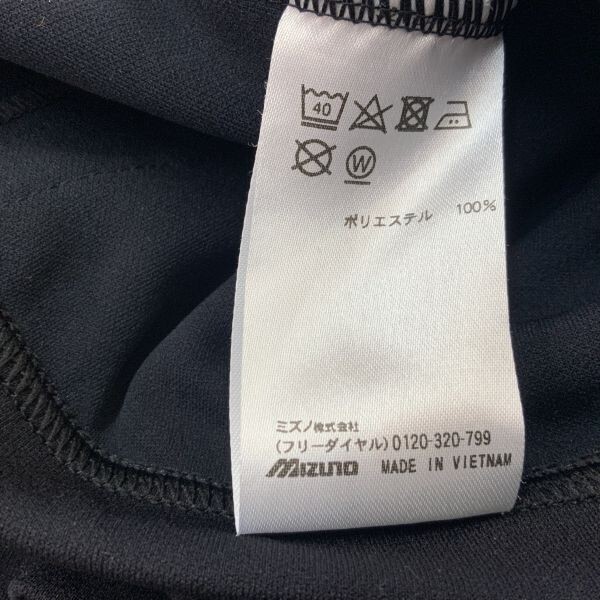 40
W
ポリエステル 100%
ミズノ株式会社
(フリーダイヤル)0120-320-799
MIZUNO MADE IN VIETNAM